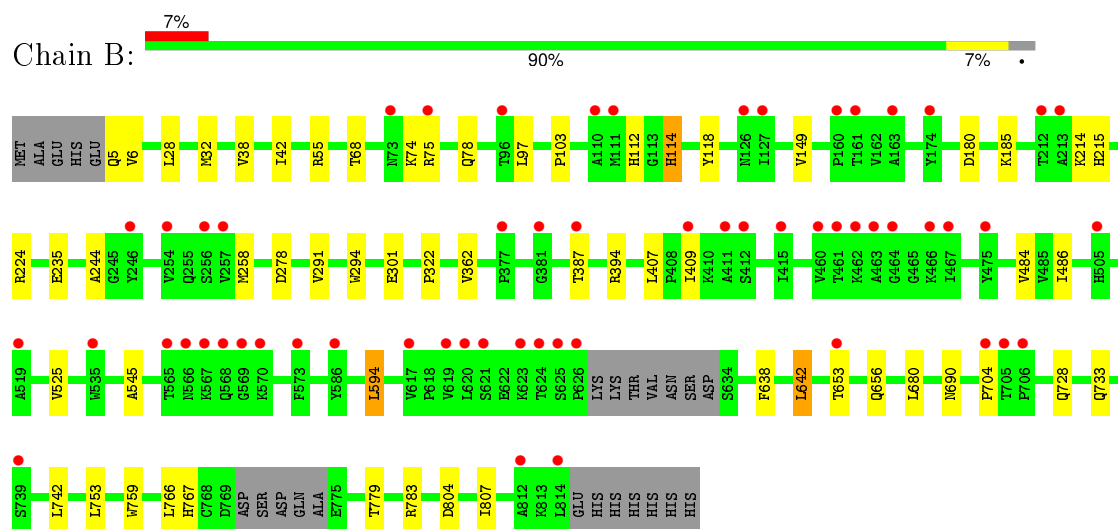 7%
Chain B:
90%
7%
•
MET ALA GLU HIS GLU Q5 V6 L28 M32 V38 I42 R55 T68 N73 K74 R75 Q78 T96 L97 P103 A110 M111 H112 G113 H114 Y118 N126 I127 V149 P160 T161 V162 A163 Y174 D180 K185 T212 A213 K214 H215
R224 E235 A244 G245 Y246 V254 Q255 S256 V257 M258 D278 V291 W294 E301 P322 V362 P377 G381 T387 R394 L407 P408 I409 K410 A411 S412 I415 V460 T461 K462 A463 G464 G465 K466 I467 Y475 V484 V485 I486 H505
A519 V525 W535 A545 T565 N566 K567 Q568 G569 K570 F573 Y586 L594 V617 P618 V619 L620 S621 E622 K623 T624 S625 P626 LYS LYS THR VAL ASN SER ASP S634 F638 L642 T653 Q656 L680 N690 P704 T705 P706 Q728 Q733
S739 L742 L753 W759 L766 H767 C768 D769 ASP SER ASP GLN ALA E775 T779 R783 D804 I807 A812 K813 L814 GLU HIS HIS HIS HIS HIS HIS